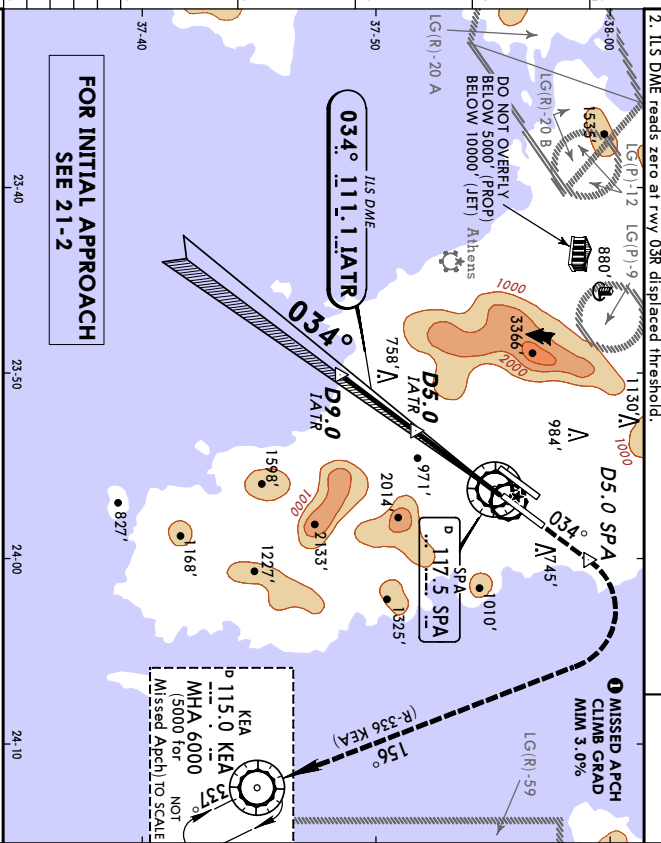 2. ILS DME reads zero at rwy 03R displaced threshold.
37-40
37-50
38-00
LG(R)-20 A
LG(R)-20 B
1535'
LG(P)-12
LG(P)-9
DO NOT OVERFLY
BELOW 5000' (PROP)
BELOW 10000' (JET)
Athens
880'
FOR INITIAL APPROACH
SEE 21-2
23-40
ILS DME
034° 111.1 IATR
034°
1000
3366'
2000
1130'
1000
984'
758'
23-50
D9.0
IATR
D5.0
IATR
971'
D5.0 SPA
034°
745'
1598'
1000
2133'
2014'
D
SPA
117.5 SPA
827'
1168'
1227'
1325'
1010'
24-00
1 MISSED APCH
CLIMB GRAD
MIM 3.0%
24-10
(R-336 KEA)
156°
LG(R)-59
KEA
D 115.0 KEA
MHA 6000
(5000 for
Missed Apch)
NOT
TO SCALE
337°